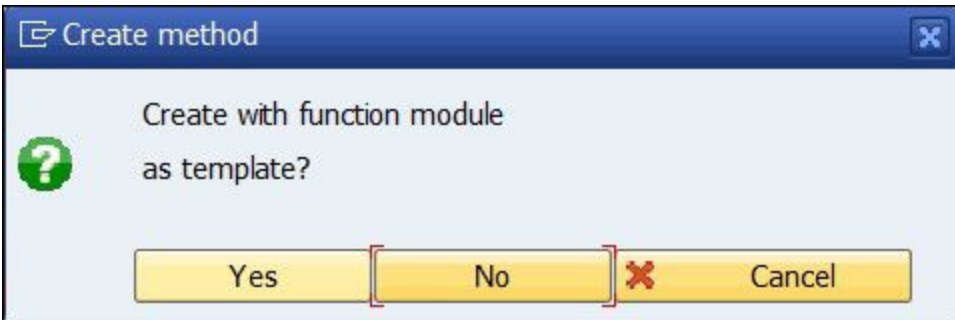 Create method
Create with function module
as template?
Yes No Cancel